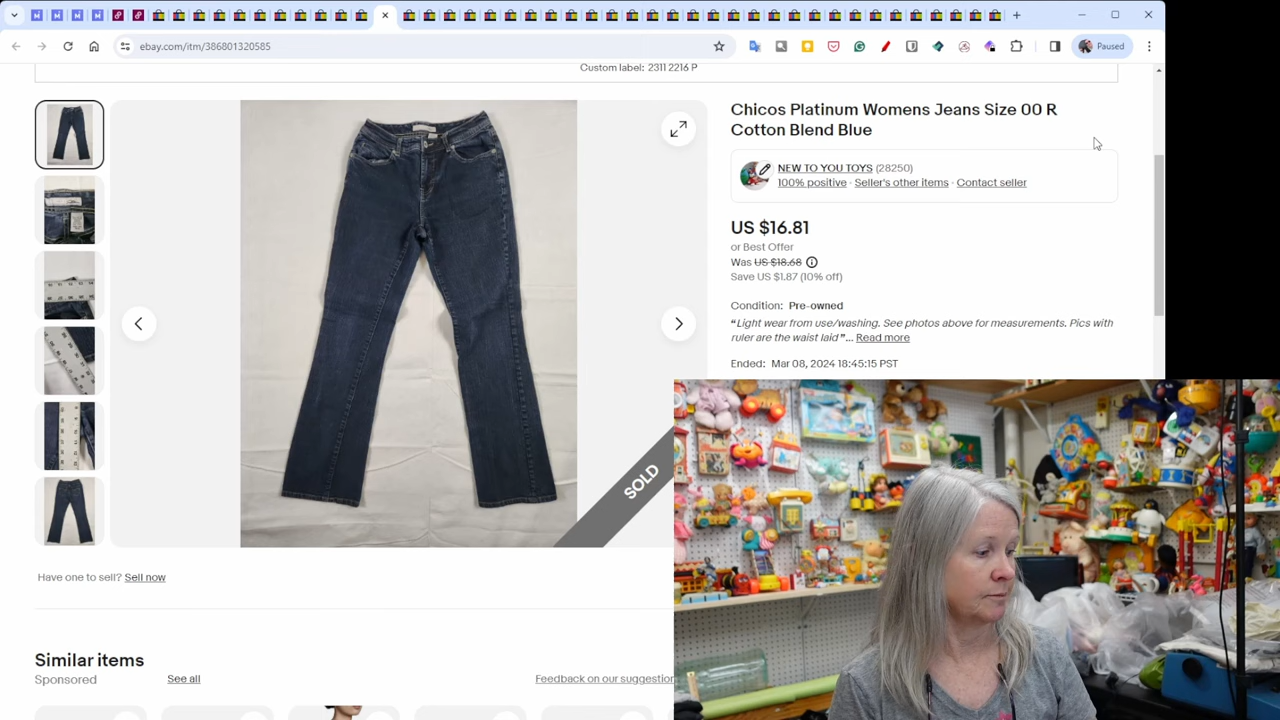 Paused
ebay.com/itm/386801320585
Custom label: 2311 2216 P
Chicos Platinum Womens Jeans Size 00 R
Cotton Blend Blue
NEW TO YOU TOYS (28250)
100% positive · Seller's other items · Contact seller
US $16.81
or Best Offer
Was US $18.68
Save US $1.87 (10% off)
Condition: Pre-owned
“Light wear from use/washing. See photos above for measurements. Pics with
ruler are the waist laid”... Read more
Ended: Mar 08, 2024 18:45:15 PST
SOLD
Have one to sell? Sell now
Similar items
Sponsored
See all
Feedback on our suggestion